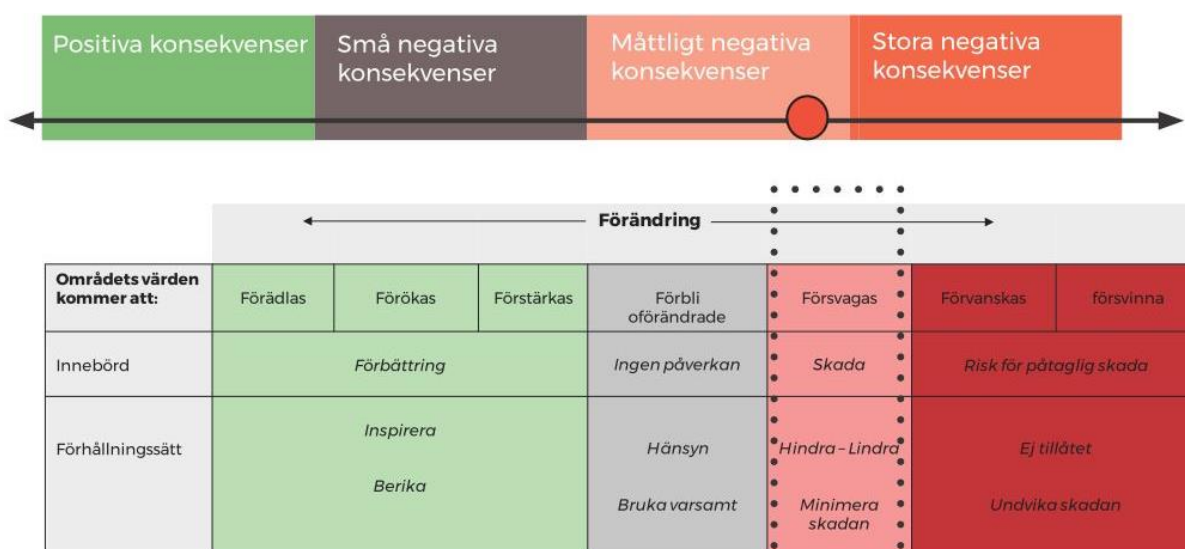 Positiva konsekvenser
Små negativa
konsekvenser
Måttligt negativa
konsekvenser
Stora negativa
konsekvenser
Förändring
Områdets värden
kommer att:
Förädlas
Förökas
Förstärkas
Förbli
oförändrade
Försvagas
Förvanskas
försvinna
Innebörd
Förbättring
Ingen påverkan
Skada
Risk för påtaglig skada
Förhållningssätt
Inspirera
Berika
Hänsyn
Bruka varsamt
Hindra – Lindra
Minimera
skadan
Ej tillåtet
Undvika skadan